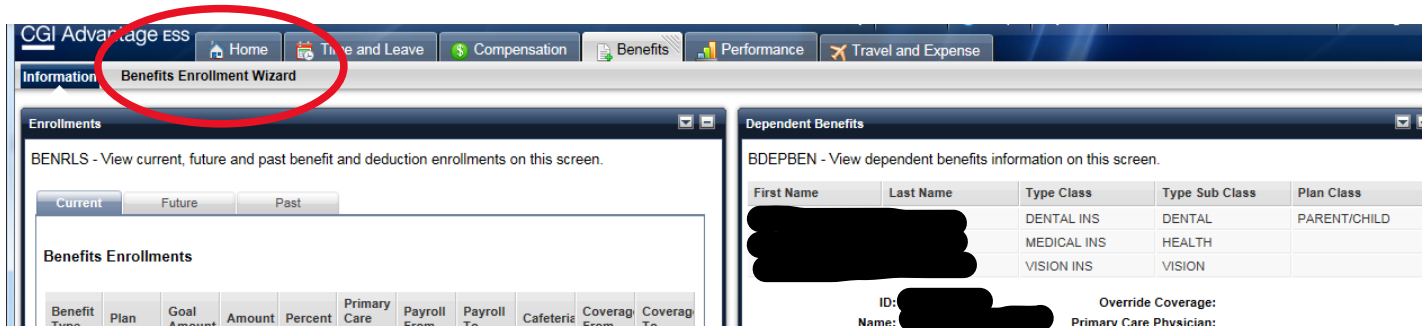 CGI Advantage ESS
Home Time and Leave Compensation Benefits Performance Travel and Expense
Information Benefits Enrollment Wizard
Enrollments
BENRLS - View current, future and past benefit and deduction enrollments on this screen.
Current Future Past
Benefits Enrollments
Benefit Type Plan Goal Amount Amount Percent Primary Care Payroll From Payroll To Cafeteria Coverag From Coverag To
Dependent Benefits
BDEPBEN - View dependent benefits information on this screen.
First Name Last Name Type Class Type Sub Class Plan Class
DENTAL INS DENTAL PARENT/CHILD
MEDICAL INS HEALTH
VISION INS VISION
ID: Override Coverage:
Name: Primary Care Physician: